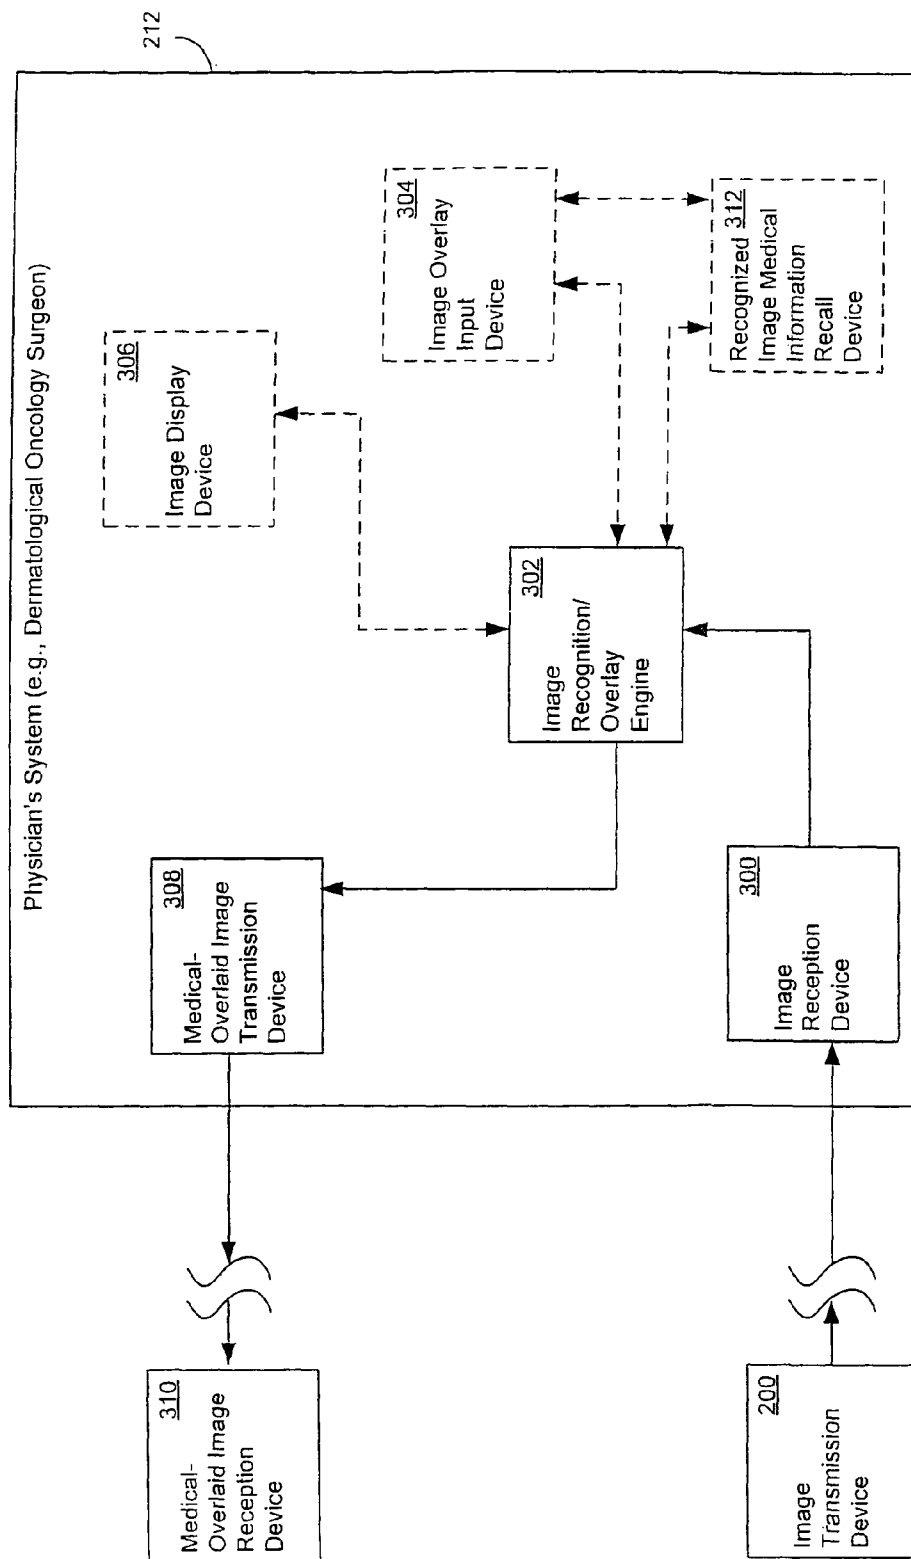 212
Physician's System (e.g., Dermatological Oncology Surgeon)
310
Medical-
Overlaid Image
Reception
Device
308
Medical-
Overlaid Image
Transmission
Device
306
Image Display
Device
304
Image Overlay
Input
Device
302
Image
Recognition/
Overlay
Engine
312
Recognized
Image Medical
Information
Recall
Device
200
Image
Transmission
Device
300
Image
Reception
Device